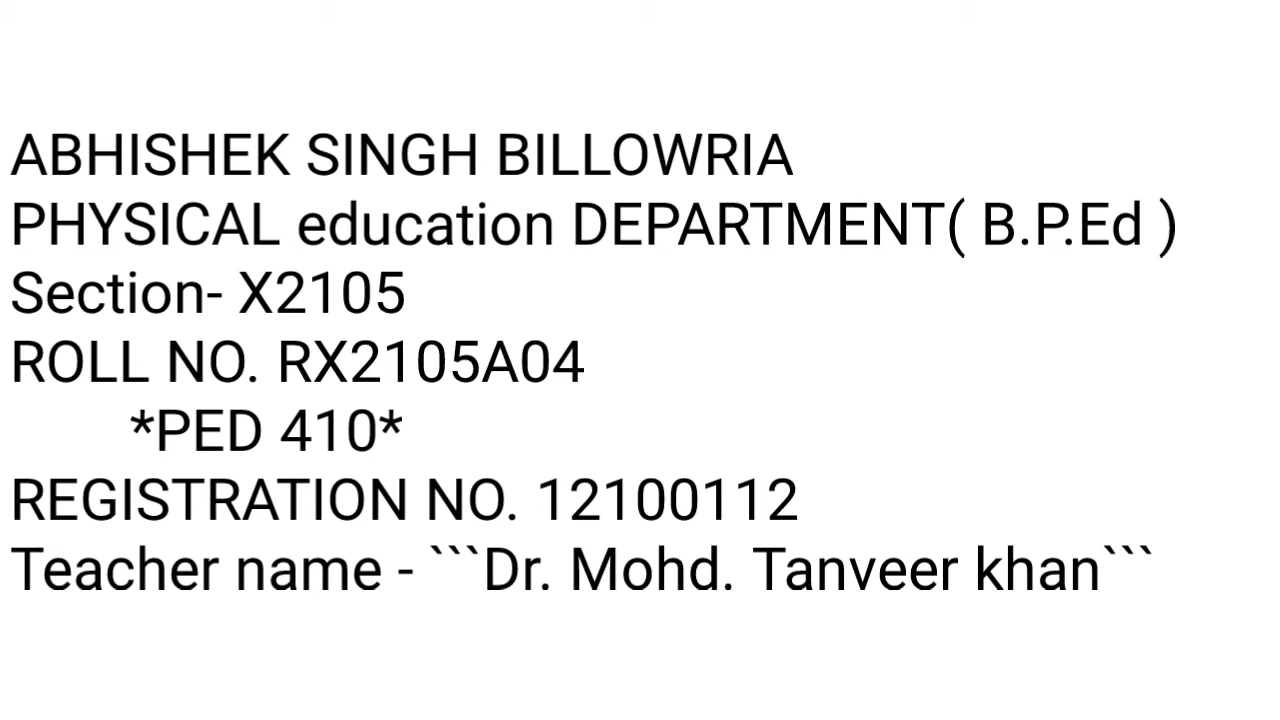 ABHISHEK SINGH BILLOWRIA
PHYSICAL education DEPARTMENT( B.P.Ed )
Section- X2105
ROLL NO. RX2105A04
*PED 410*
REGISTRATION NO. 12100112
Teacher name - ```Dr. Mohd. Tanveer khan```